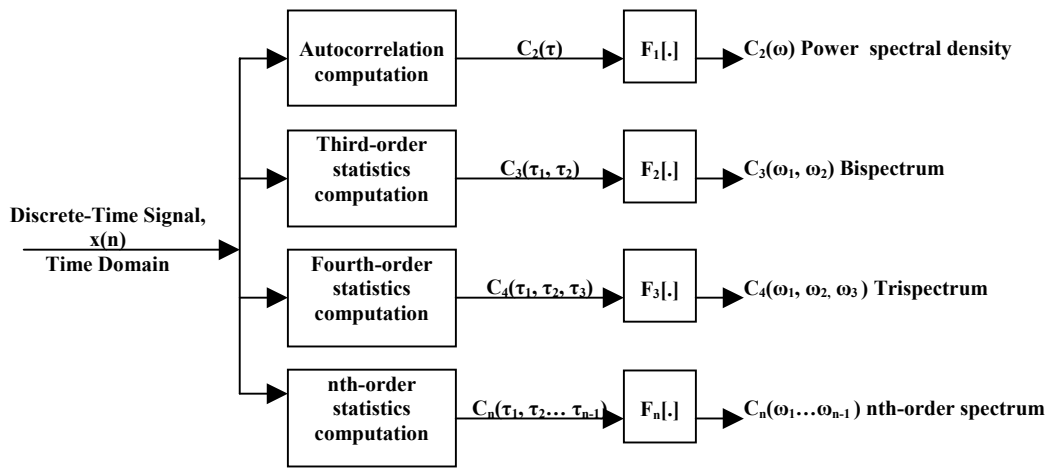 Autocorrelation
computation
C₂(τ)
F₁[.]
C₂(ω) Power spectral density
Third-order
statistics
computation
C₃(τ₁, τ₂)
F₂[.]
C₃(ω₁, ω₂) Bispectrum
Discrete-Time Signal,
x(n)
Time Domain
Fourth-order
statistics
computation
C₄(τ₁, τ₂, τ₃)
F₃[.]
C₄(ω₁, ω₂, ω₃ ) Trispectrum
nth-order
statistics
computation
Cₙ(τ₁, τ₂… τₙ₋₁)
Fₙ[.]
Cₙ(ω₁…ωₙ₋₁ ) nth-order spectrum